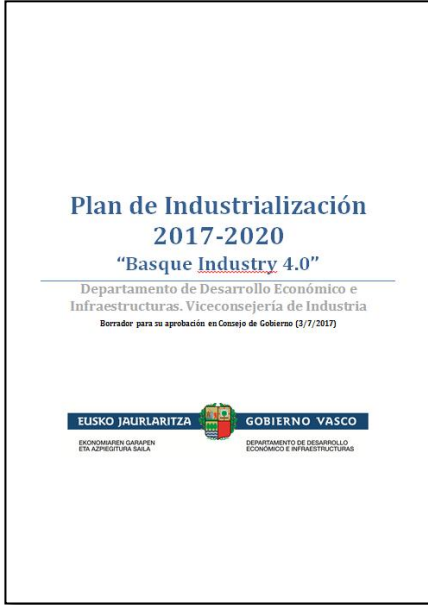 Plan de Industrialización
2017-2020
“Basque Industry 4.0”
Departamento de Desarrollo Económico e
Infraestructuras. Viceconsejería de Industria
Borrador para su aprobación en Consejo de Gobierno (3/7/2017)
EUSKO JAURLARITZA GOBIERNO VASCO
EKONOMIAREN GARAPEN
ETA AZPIEGITURA SAILA
DEPARTAMENTO DE DESARROLLO
ECONÓMICO E INFRAESTRUCTURAS